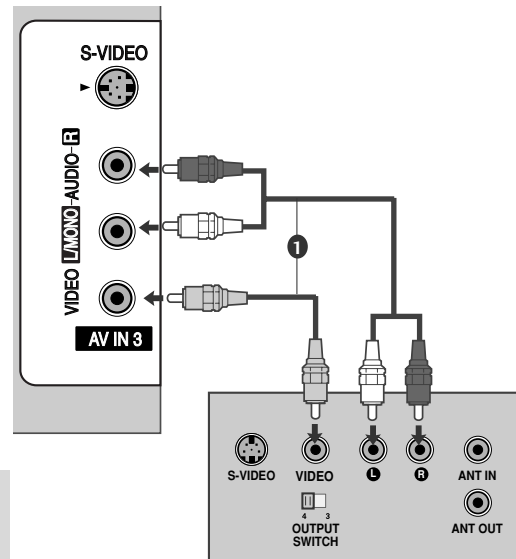 S-VIDEO
VIDEO L/MONO-AUDIO-R
AV IN 3
1
S-VIDEO VIDEO L R ANT IN
4 3
OUTPUT
SWITCH
ANT OUT